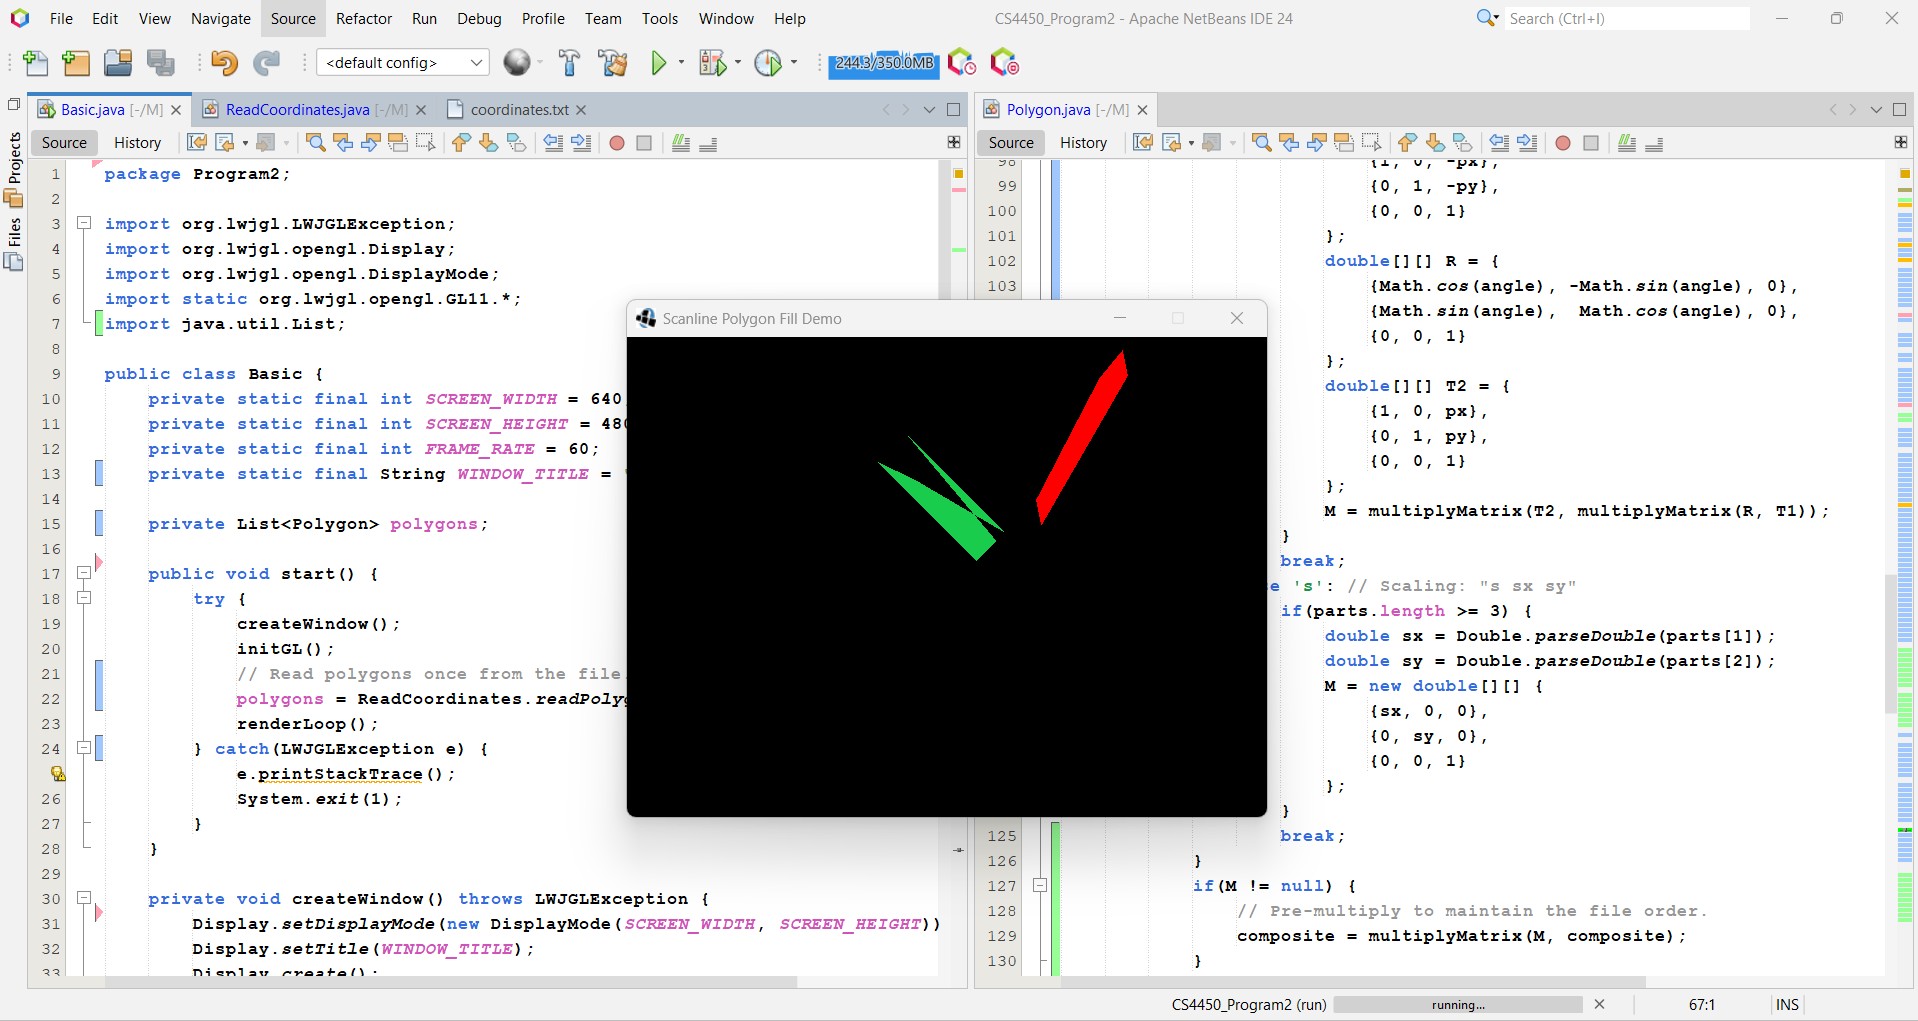 File Edit View Navigate Source Refactor Run Debug Profile Team Tools Window Help
CS4450_Program2 - Apache NetBeans IDE 24
Search (Ctrl+I)
<default config>
244.3/350.0MB
Projects
Files
Basic.java [-/M]
ReadCoordinates.java [-/M]
coordinates.txt
Source History
1 package Program2;
2
3 import org.lwjgl.LWJGLException;
4 import org.lwjgl.opengl.Display;
5 import org.lwjgl.opengl.DisplayMode;
6 import static org.lwjgl.opengl.GL11.*;
7 import java.util.List;
8
9 public class Basic {
10 private static final int SCREEN_WIDTH = 640
11 private static final int SCREEN_HEIGHT = 480
12 private static final int FRAME_RATE = 60;
13 private static final String WINDOW_TITLE =
14
15 private List<Polygon> polygons;
16
17 public void start() {
18 try {
19 createWindow();
20 initGL();
21 // Read polygons once from the file.
22 polygons = ReadCoordinates.readPolyg
23 renderLoop();
24 } catch(LWJGLException e) {
e.printStackTrace();
26 System.exit(1);
27 }
28 }
29
30 private void createWindow() throws LWJGLException {
31 Display.setDisplayMode(new DisplayMode(SCREEN_WIDTH, SCREEN_HEIGHT))
32 Display.setTitle(WINDOW_TITLE);
33 Display.create();
Scanline Polygon Fill Demo
Polygon.java [-/M]
Source History
98 {1, 0, -px},
99 {0, 1, -py},
100 {0, 0, 1}
101 };
102 double[][] R = {
103 {Math.cos(angle), -Math.sin(angle), 0},
{Math.sin(angle), Math.cos(angle), 0},
{0, 0, 1}
};
double[][] T2 = {
{1, 0, px},
{0, 1, py},
{0, 0, 1}
};
M = multiplyMatrix(T2, multiplyMatrix(R, T1));
}
break;
e 's': // Scaling: "s sx sy"
if(parts.length >= 3) {
double sx = Double.parseDouble(parts[1]);
double sy = Double.parseDouble(parts[2]);
M = new double[][] {
{sx, 0, 0},
{0, sy, 0},
{0, 0, 1}
};
}
125 break;
126 }
127 if(M != null) {
128 // Pre-multiply to maintain the file order.
129 composite = multiplyMatrix(M, composite);
130 }
CS4450_Program2 (run) running... 67:1 INS